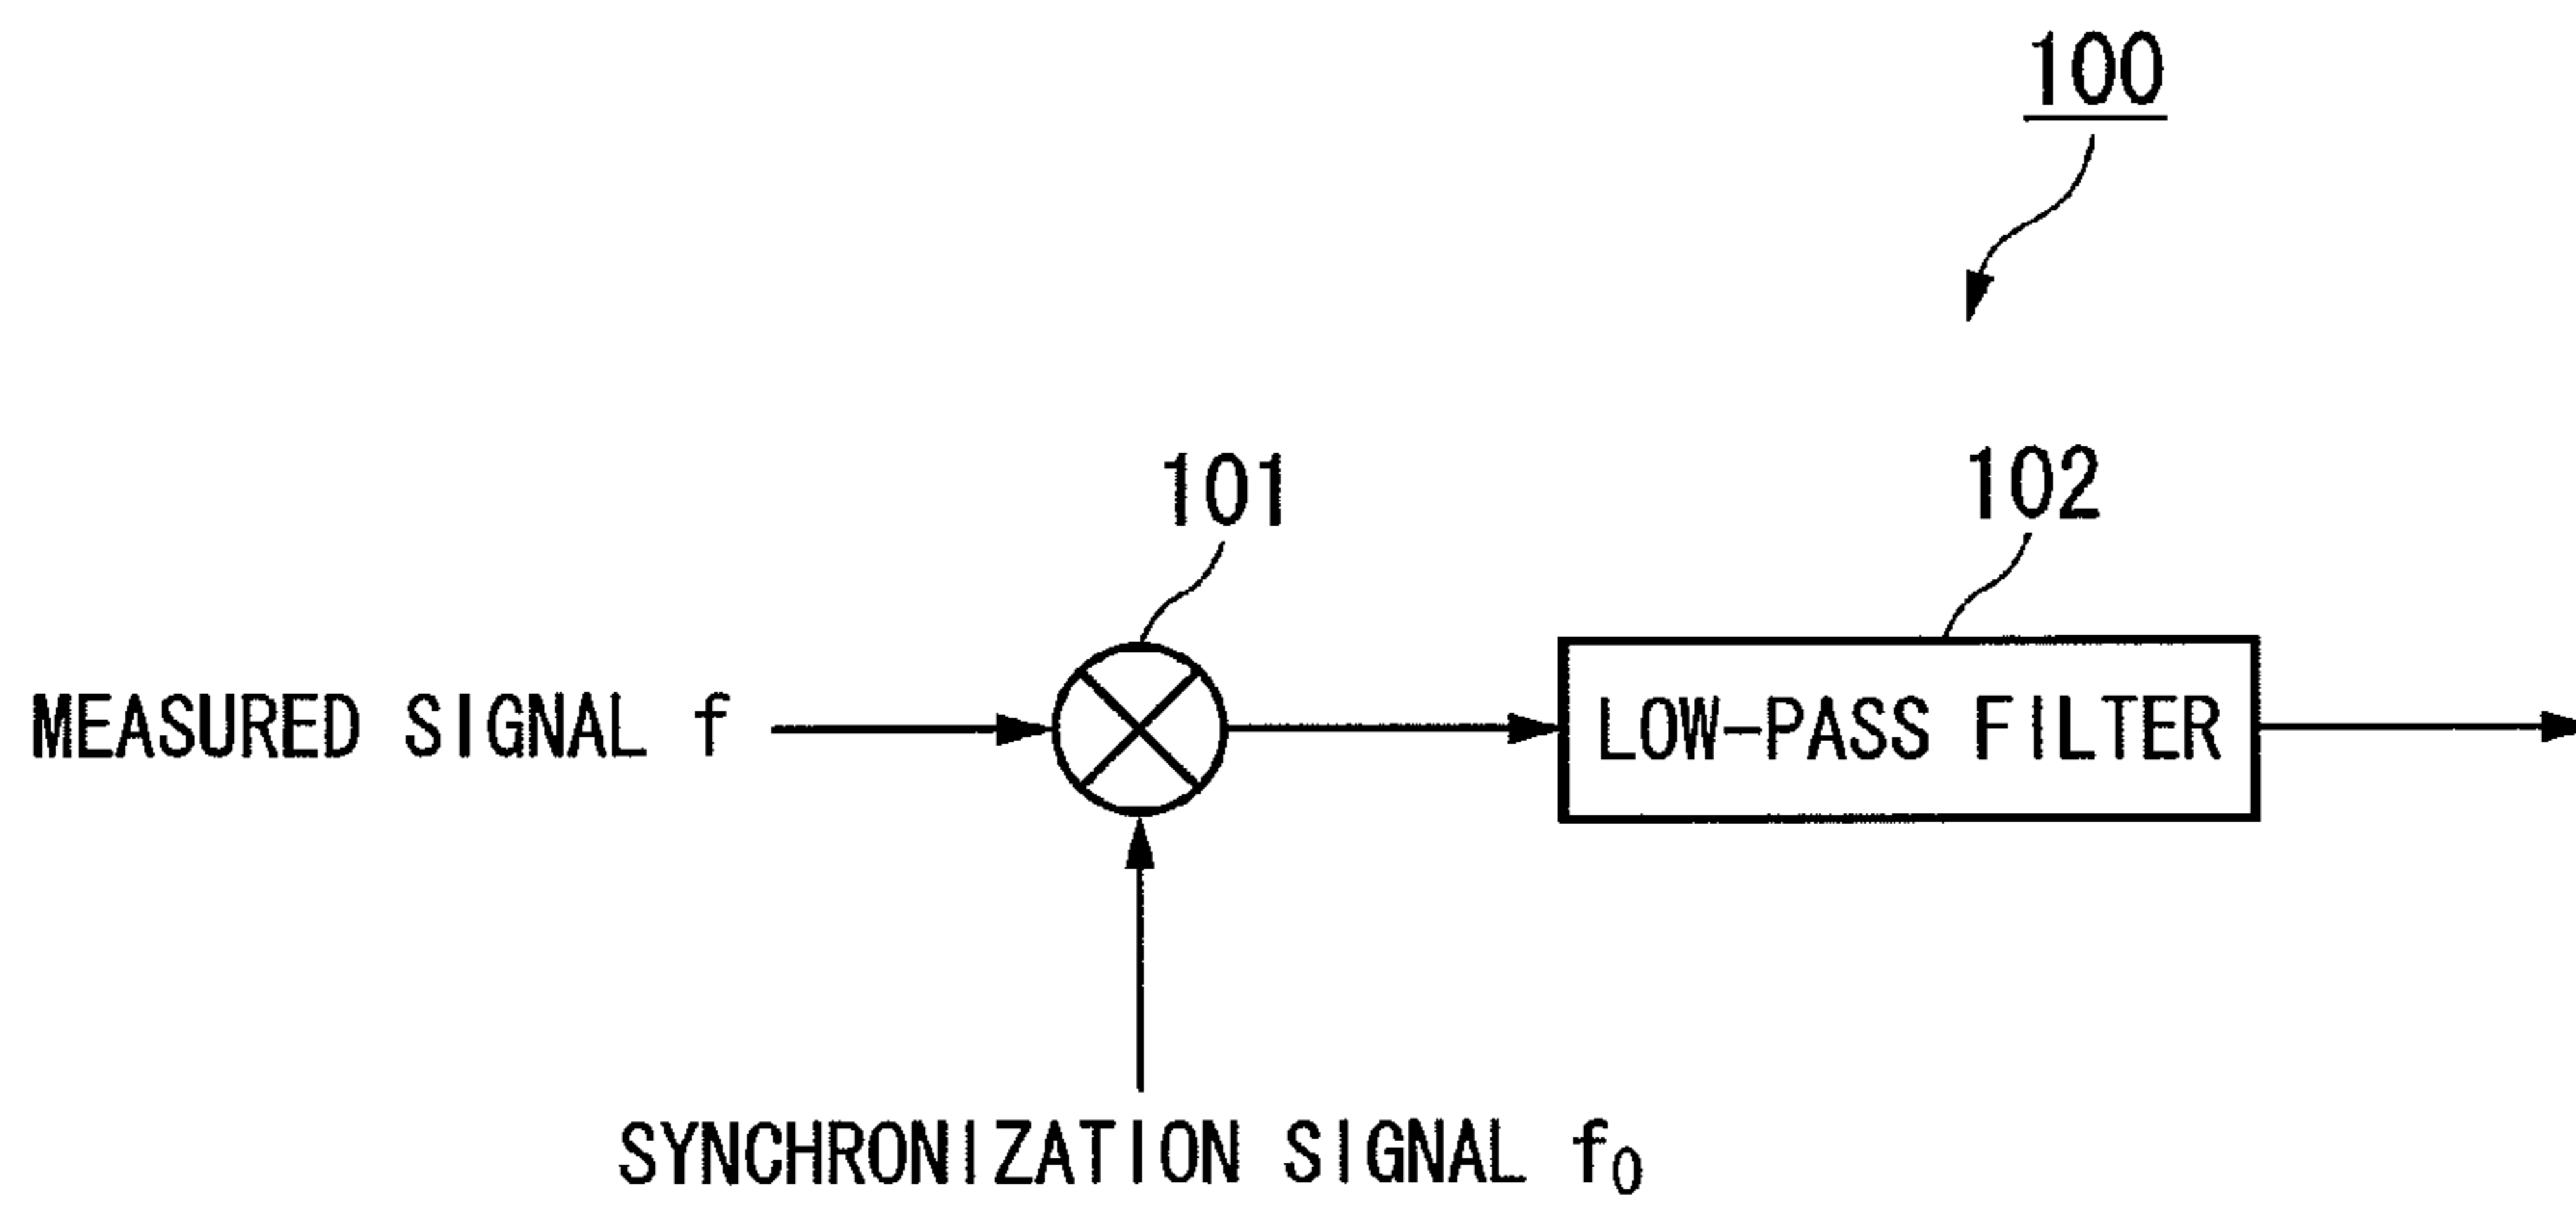 100
101
102
MEASURED SIGNAL f
LOW-PASS FILTER
SYNCHRONIZATION SIGNAL f₀